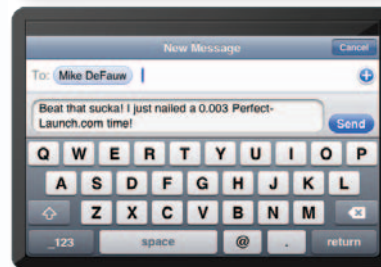 New Message
Cancel
To: Mike DeFauw
Beat that sucka! I just nailed a 0.003 Perfect-
Launch.com time!
Send
Q W E R T Y U I O P
A S D F G H J K L
Z X C V B N M
_123 space @ . return